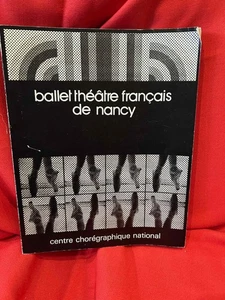 ballet théâtre français
de nancy
centre chorégraphique national